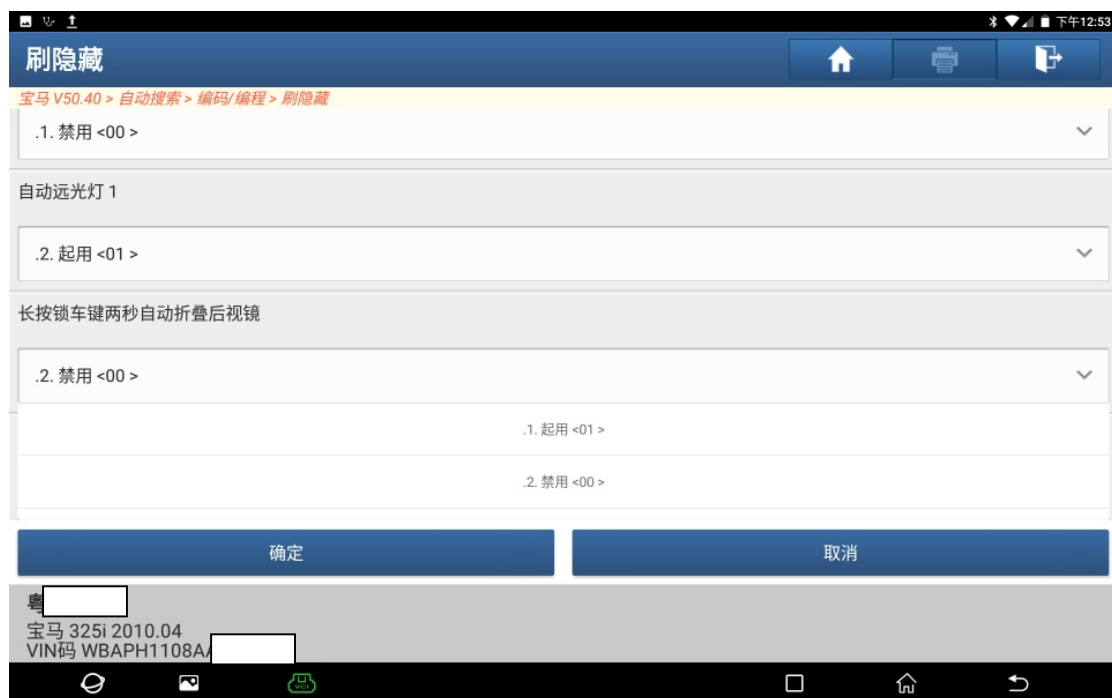 下午12:53
刷隐藏
宝马 V50.40 > 自动搜索 > 编码/编程 > 刷隐藏
.1. 禁用 <00 >
自动远光灯 1
.2. 起用 <01 >
长按锁车键两秒自动折叠后视镜
.2. 禁用 <00 >
.1. 起用 <01 >
.2. 禁用 <00 >
确定
取消
粤
宝马 325i 2010.04
VIN码 WBAPH1108A
VCI